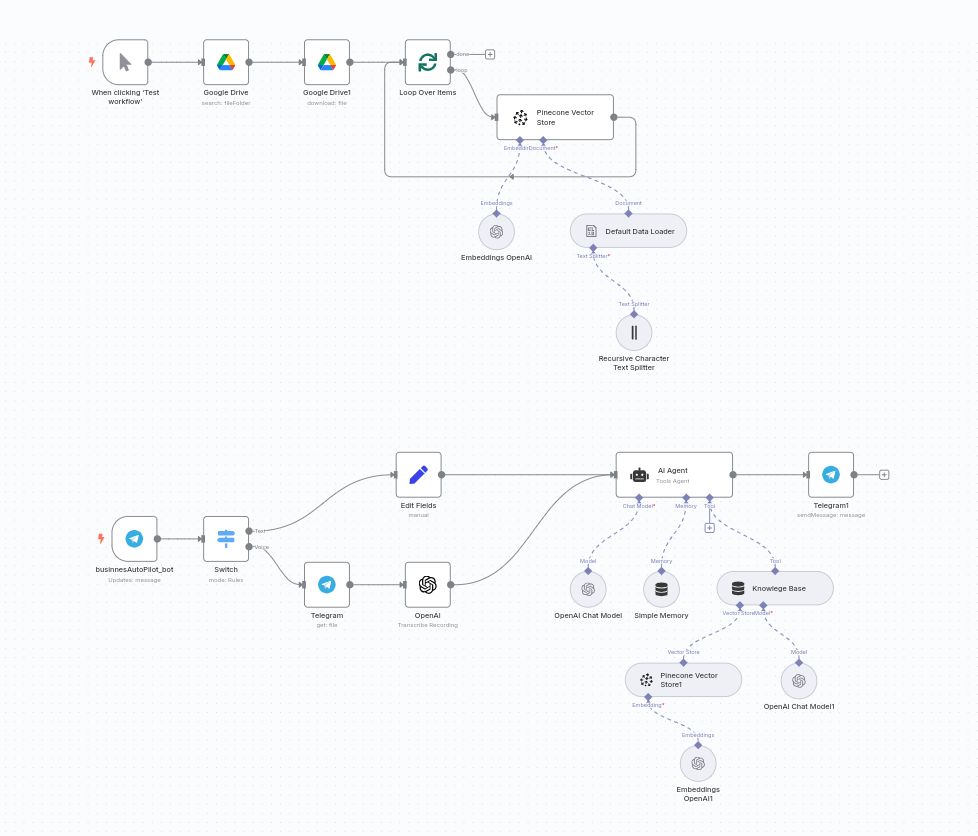 When clicking 'Test
workflow'
Google Drive
search: fileFolder
Google Drive1
download: file
Loop Over Items
done
loop
Pinecone Vector
Store
Embeddin
Document*
Embeddings
Embeddings OpenAI
Document
Default Data Loader
Text Splitter*
Text Splitter
Recursive Character
Text Splitter
businnesAutoPilot_bot
Updates: message
Switch
mode: Rules
Text
Voice
Edit Fields
manual
Telegram
get: file
OpenAI
Transcribe Recording
AI Agent
Tools Agent
Chat Model*
Memory
Tool
Telegram1
sendMessage: message
Model
OpenAI Chat Model
Memory
Simple Memory
Tool
Knowlege Base
Vector Store
Model*
Vector Store
Pinecone Vector
Store1
Embedding*
Model
OpenAI Chat Model1
Embeddings
Embeddings
OpenAI1